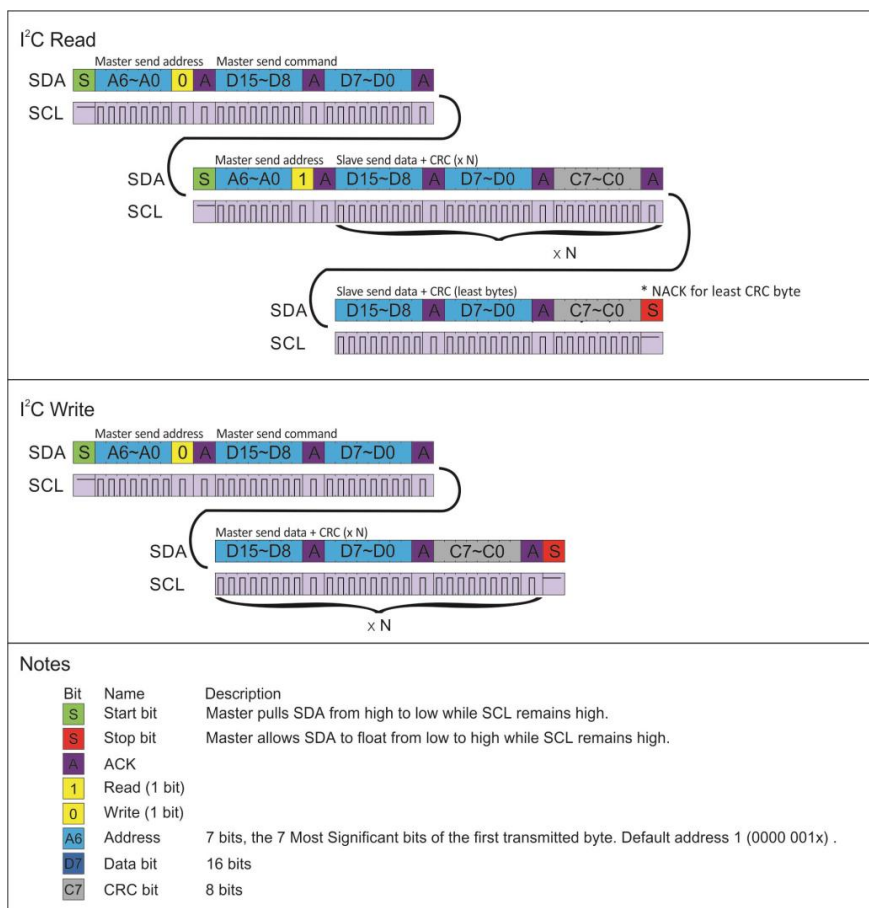 I²C Read
Master send address Master send command
SDA S A6~A0 0 A D15~D8 A D7~D0 A
SCL
Master send address Slave send data + CRC (x N)
SDA S A6~A0 1 A D15~D8 A D7~D0 A C7~C0 A
SCL
x N
Slave send data + CRC (least bytes) * NACK for least CRC byte
SDA D15~D8 A D7~D0 A C7~C0 S
SCL
I²C Write
Master send address Master send command
SDA S A6~A0 0 A D15~D8 A D7~D0 A
SCL
Master send data + CRC (x N)
SDA D15~D8 A D7~D0 A C7~C0 A S
SCL
x N
Notes
Bit Name Description
S Start bit Master pulls SDA from high to low while SCL remains high.
S Stop bit Master allows SDA to float from low to high while SCL remains high.
A ACK
1 Read (1 bit)
0 Write (1 bit)
A6 Address 7 bits, the 7 Most Significant bits of the first transmitted byte. Default address 1 (0000 001x) .
D7 Data bit 16 bits
C7 CRC bit 8 bits